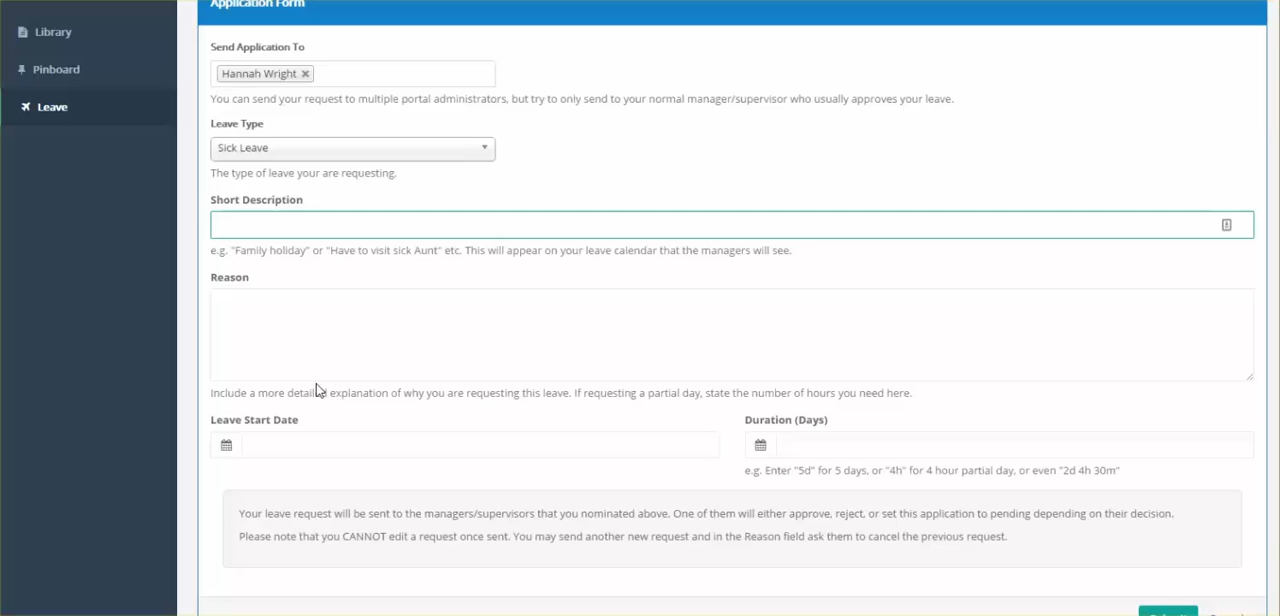 Application Form
Library
Pinboard
Leave
Send Application To
Hannah Wright ×
You can send your request to multiple portal administrators, but try to only send to your normal manager/supervisor who usually approves your leave.
Leave Type
Sick Leave
The type of leave your are requesting.
Short Description
e.g. "Family holiday" or "Have to visit sick Aunt" etc. This will appear on your leave calendar that the managers will see.
Reason
Include a more detailed explanation of why you are requesting this leave. If requesting a partial day, state the number of hours you need here.
Leave Start Date
Duration (Days)
e.g. Enter "5d" for 5 days, or "4h" for 4 hour partial day, or even "2d 4h 30m"
Your leave request will be sent to the managers/supervisors that you nominated above. One of them will either approve, reject, or set this application to pending depending on their decision.
Please note that you CANNOT edit a request once sent. You may send another new request and in the Reason field ask them to cancel the previous request.